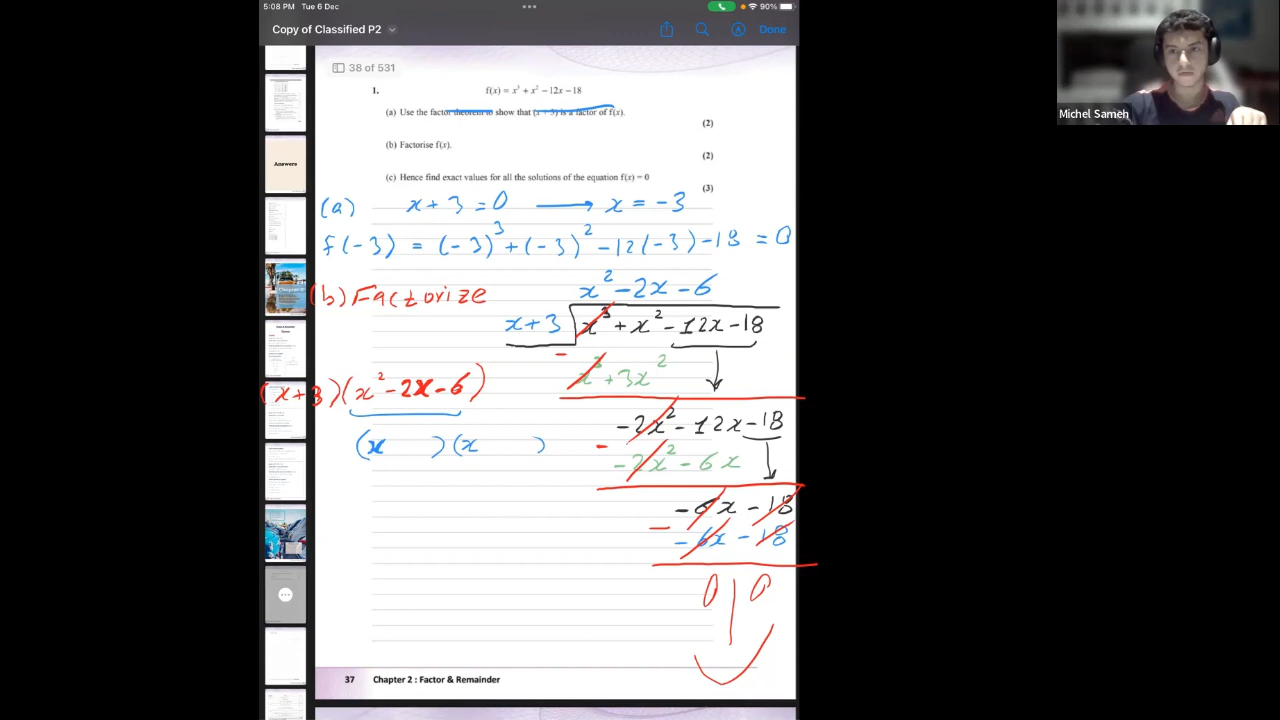 5:08 PM Tue 6 Dec
90%
Copy of Classified P2
Done
38 of 531
1. f(x) = x³ + x² − 12x − 18
(a) Use the factor theorem to show that (x + 3) is a factor of f(x).
(2)
(b) Factorise f(x).
(2)
(c) Hence find exact values for all the solutions of the equation f(x) = 0
(3)
(a) x + 3 = 0 → x = −3
f(−3) = (−3)³ + (−3)² − 12(−3) − 18 = 0
(b) Factorize
x² − 2x − 6
x + 3
x³ + x² − 12x − 18
− x³ + 3x²
(x + 3)(x² − 2x − 6)
−2x² − 12x − 18
(x )(x )
− −2x² − 6x
−6x − 18
− −6x − 18
0 0
37 Chapter 2 : Factor & Remainder
Answers
Michel Sameh